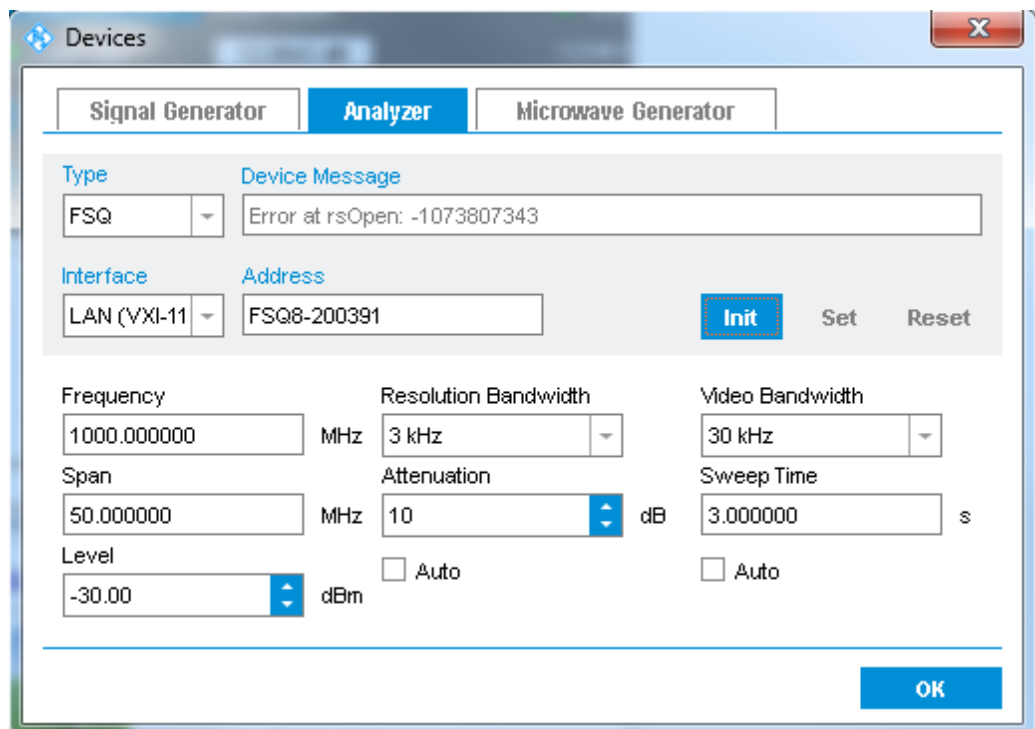 Devices
Signal Generator
Analyzer
Microwave Generator
Type
Device Message
FSQ
Error at rsOpen: -1073807343
Interface
Address
LAN (VXI-11
FSQ8-200391
Init
Set
Reset
Frequency
Resolution Bandwidth
Video Bandwidth
1000.000000
MHz
3 kHz
30 kHz
Span
Attenuation
Sweep Time
50.000000
MHz
10
dB
3.000000
s
Level
Auto
Auto
-30.00
dBm
OK